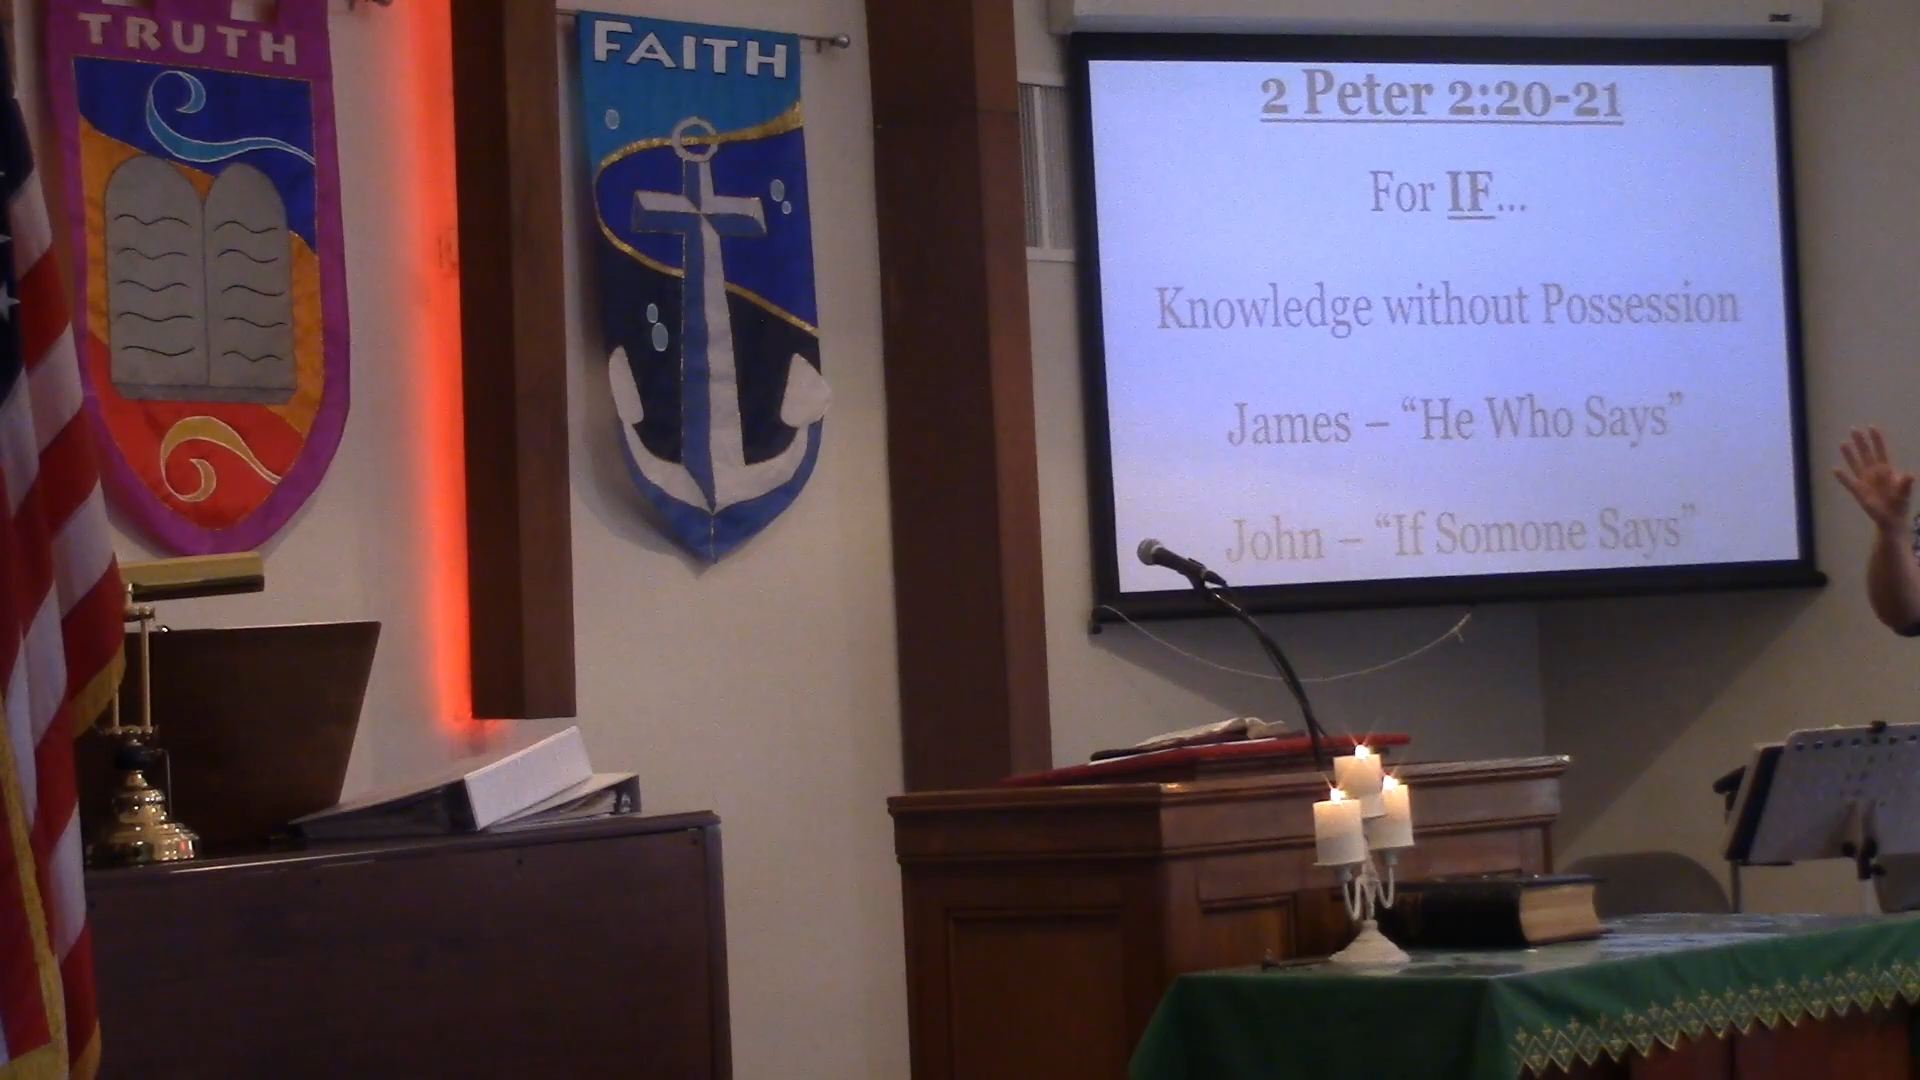 TRUTH
FAITH
2 Peter 2:20-21
For IF...
Knowledge without Possession
James – “He Who Says”
John – “If Somone Says”